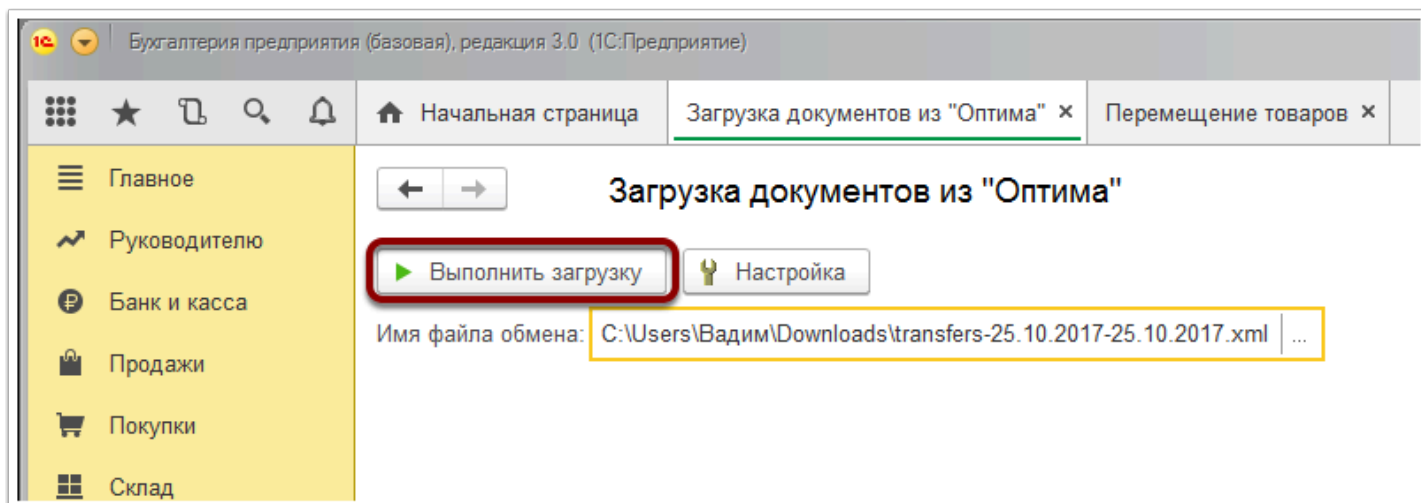 1С Бухгалтерия предприятия (базовая), редакция 3.0 (1С:Предприятие)
Начальная страница Загрузка документов из "Оптима" × Перемещение товаров ×
Главное
Загрузка документов из "Оптима"
Руководителю
Выполнить загрузку Настройка
Банк и касса
Имя файла обмена: C:\Users\Вадим\Downloads\transfers-25.10.2017-25.10.2017.xml ...
Продажи
Покупки
Склад